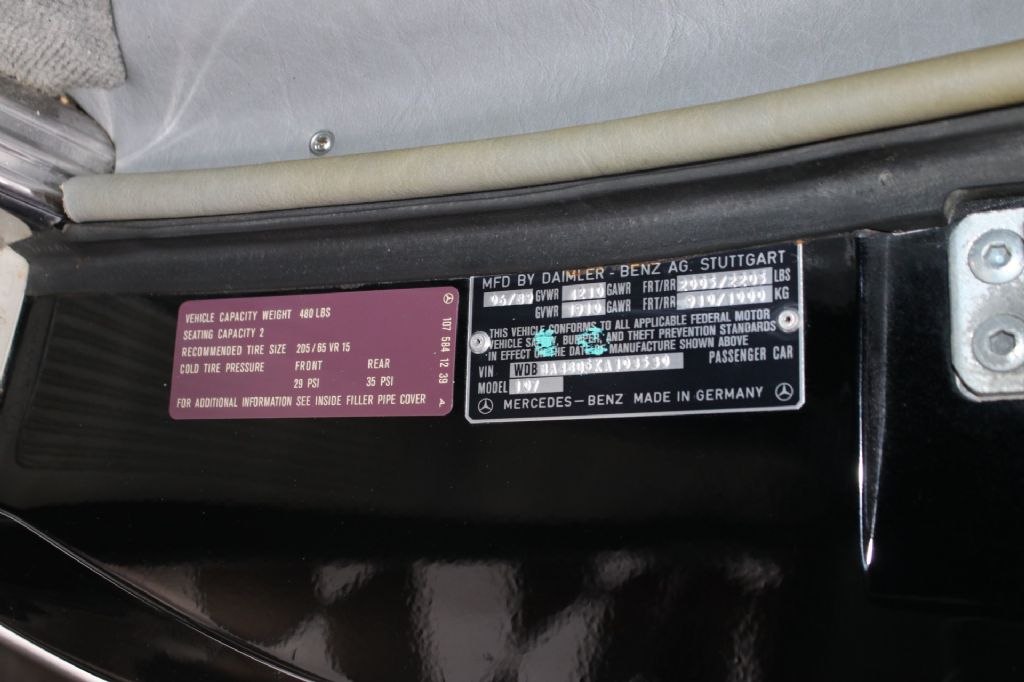 VEHICLE CAPACITY WEIGHT 480 LBS
SEATING CAPACITY 2
RECOMMENDED TIRE SIZE 205/65 VR 15
COLD TIRE PRESSURE FRONT REAR
29 PSI 35 PSI
FOR ADDITIONAL INFORMATION SEE INSIDE FILLER PIPE COVER
107 584 12 39 A
MFD BY DAIMLER-BENZ AG. STUTTGART
GVWR GAWR FRT/RR LBS
GVWR GAWR FRT/RR KG
THIS VEHICLE CONFORMS TO ALL APPLICABLE FEDERAL MOTOR
VEHICLE SAFETY, BUMPER, AND THEFT PREVENTION STANDARDS
IN EFFECT ON THE DATE OF MANUFACTURE SHOWN ABOVE
VIN WDB PASSENGER CAR
MODEL 107
MERCEDES-BENZ MADE IN GERMANY